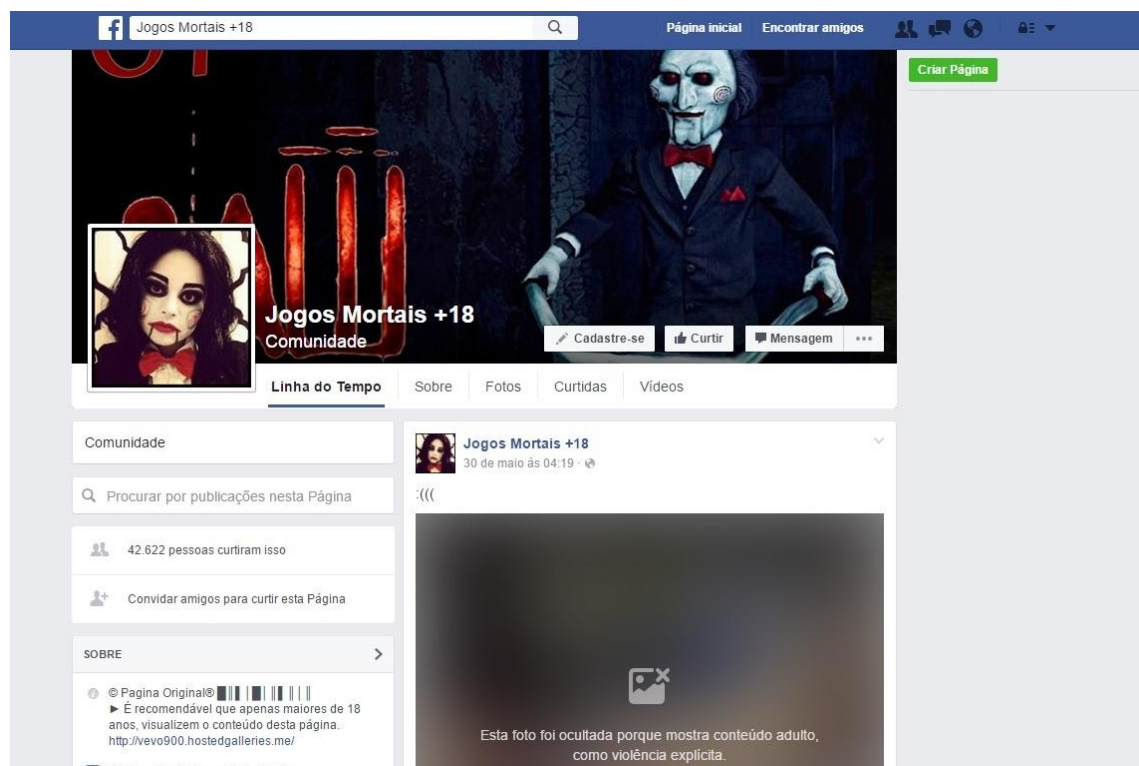 Jogos Mortais +18
Página inicial
Encontrar amigos
Criar Página
Jogos Mortais +18
Comunidade
Cadastre-se
Curtir
Mensagem
Linha do Tempo
Sobre
Fotos
Curtidas
Vídeos
Comunidade
Procurar por publicações nesta Página
42.622 pessoas curtiram isso
Convidar amigos para curtir esta Página
SOBRE
© Pagina Original®
► É recomendável que apenas maiores de 18
anos, visualizem o conteúdo desta página.
http://vevo900.hostedgalleries.me/
Jogos Mortais +18
30 de maio às 04:19 ·
:(((
Esta foto foi ocultada porque mostra conteúdo adulto,
como violência explícita.